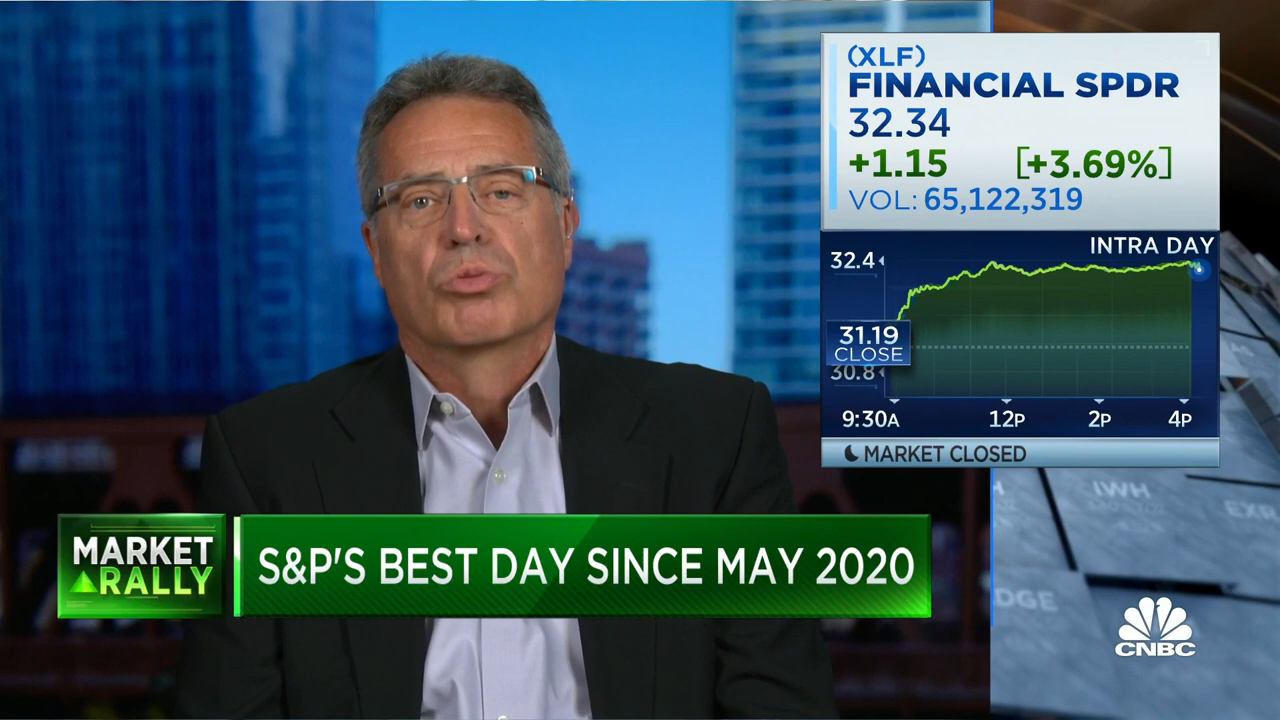 (XLF)
FINANCIAL SPDR
32.34
+1.15 [+3.69%]
VOL: 65,122,319
INTRA DAY
32.4
31.19
CLOSE
30.8
9:30A 12P 2P 4P
MARKET CLOSED
IWH
EXP
DGE
MARKET
RALLY
S&P'S BEST DAY SINCE MAY 2020
CNBC